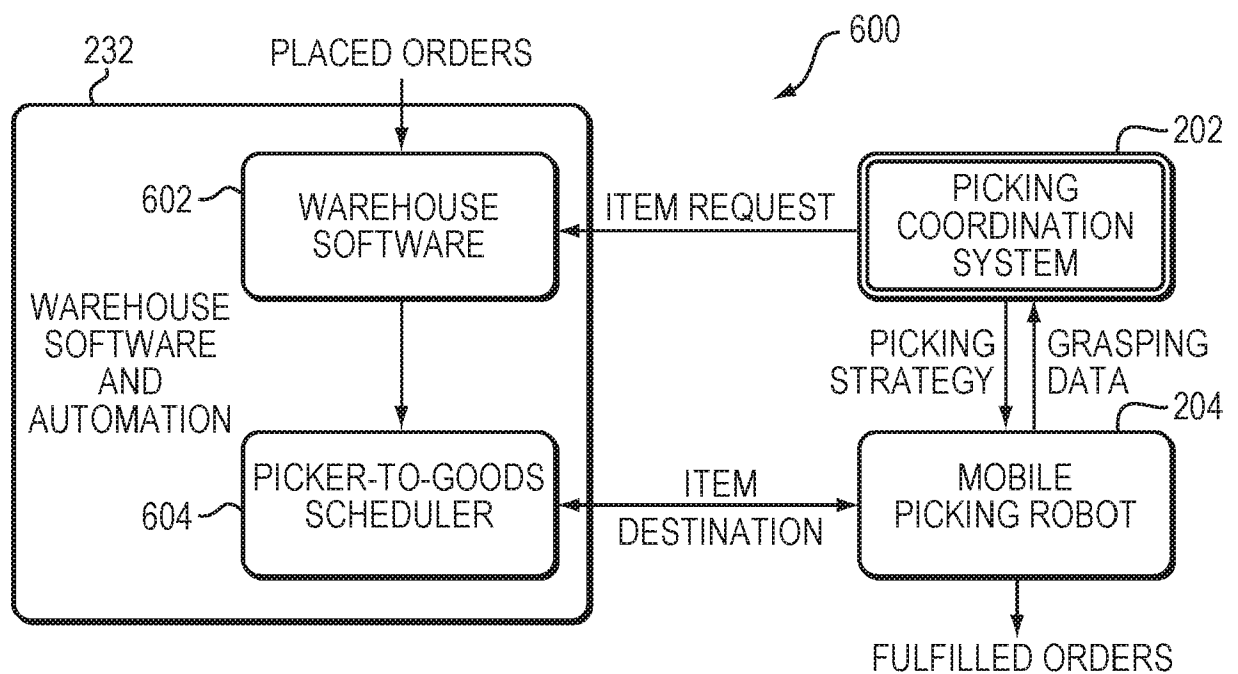 600
232
PLACED ORDERS
202
602
WAREHOUSE
SOFTWARE
ITEM REQUEST
PICKING
COORDINATION
SYSTEM
WAREHOUSE
SOFTWARE
AND
AUTOMATION
PICKING
STRATEGY
GRASPING
DATA
204
604
PICKER-TO-GOODS
SCHEDULER
ITEM
DESTINATION
MOBILE
PICKING ROBOT
FULFILLED ORDERS